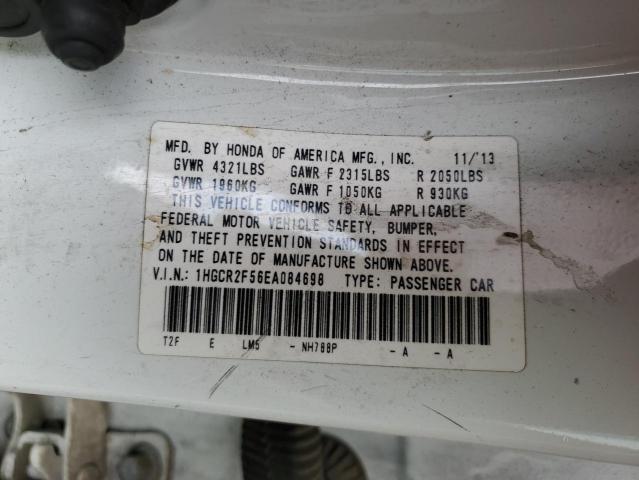 MFD. BY HONDA OF AMERICA MFG., INC. 11/'13
GVWR 4321LBS GAWR F 2315LBS R 2050LBS
GVWR 1960KG GAWR F 1050KG R 930KG
THIS VEHICLE CONFORMS TO ALL APPLICABLE
FEDERAL MOTOR VEHICLE SAFETY, BUMPER,
AND THEFT PREVENTION STANDARDS IN EFFECT
ON THE DATE OF MANUFACTURE SHOWN ABOVE.
V.I.N.: 1HGCR2F56EA084698 TYPE: PASSENGER CAR
T2F E LM5 - NH788P - A - A